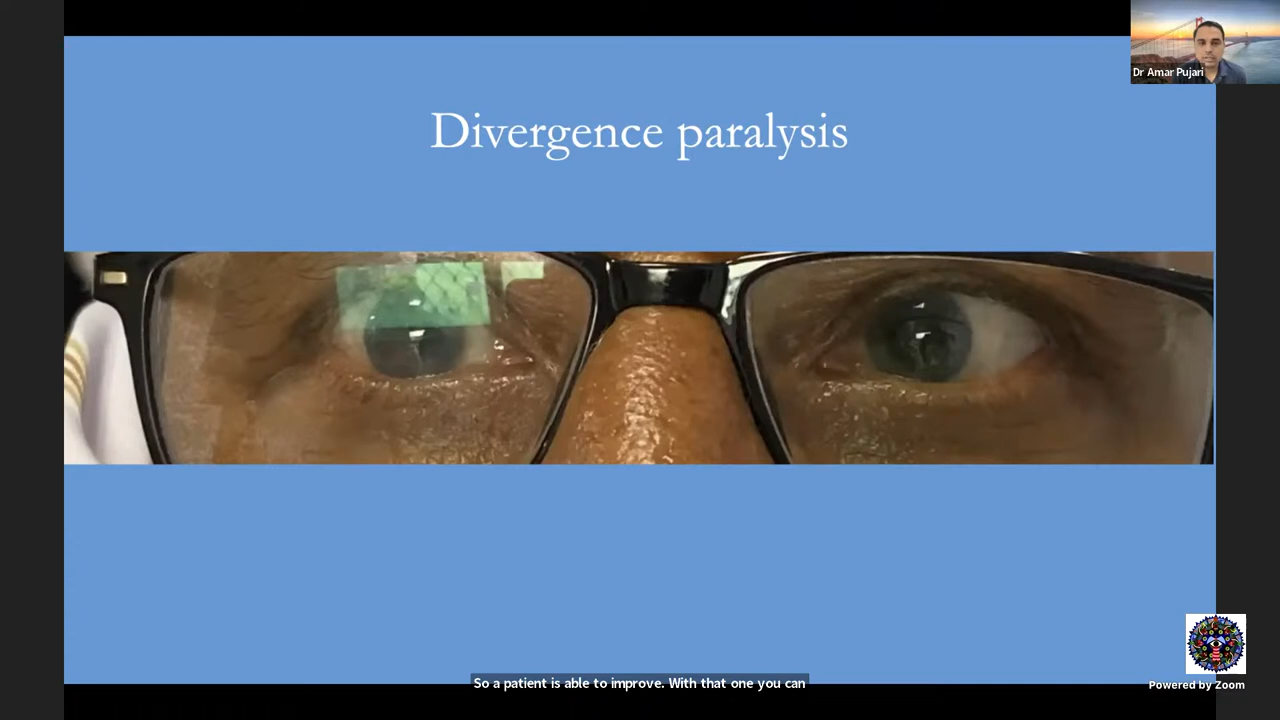 Dr Amar Pujari
Divergence paralysis
So a patient is able to improve. With that one you can
Powered by Zoom